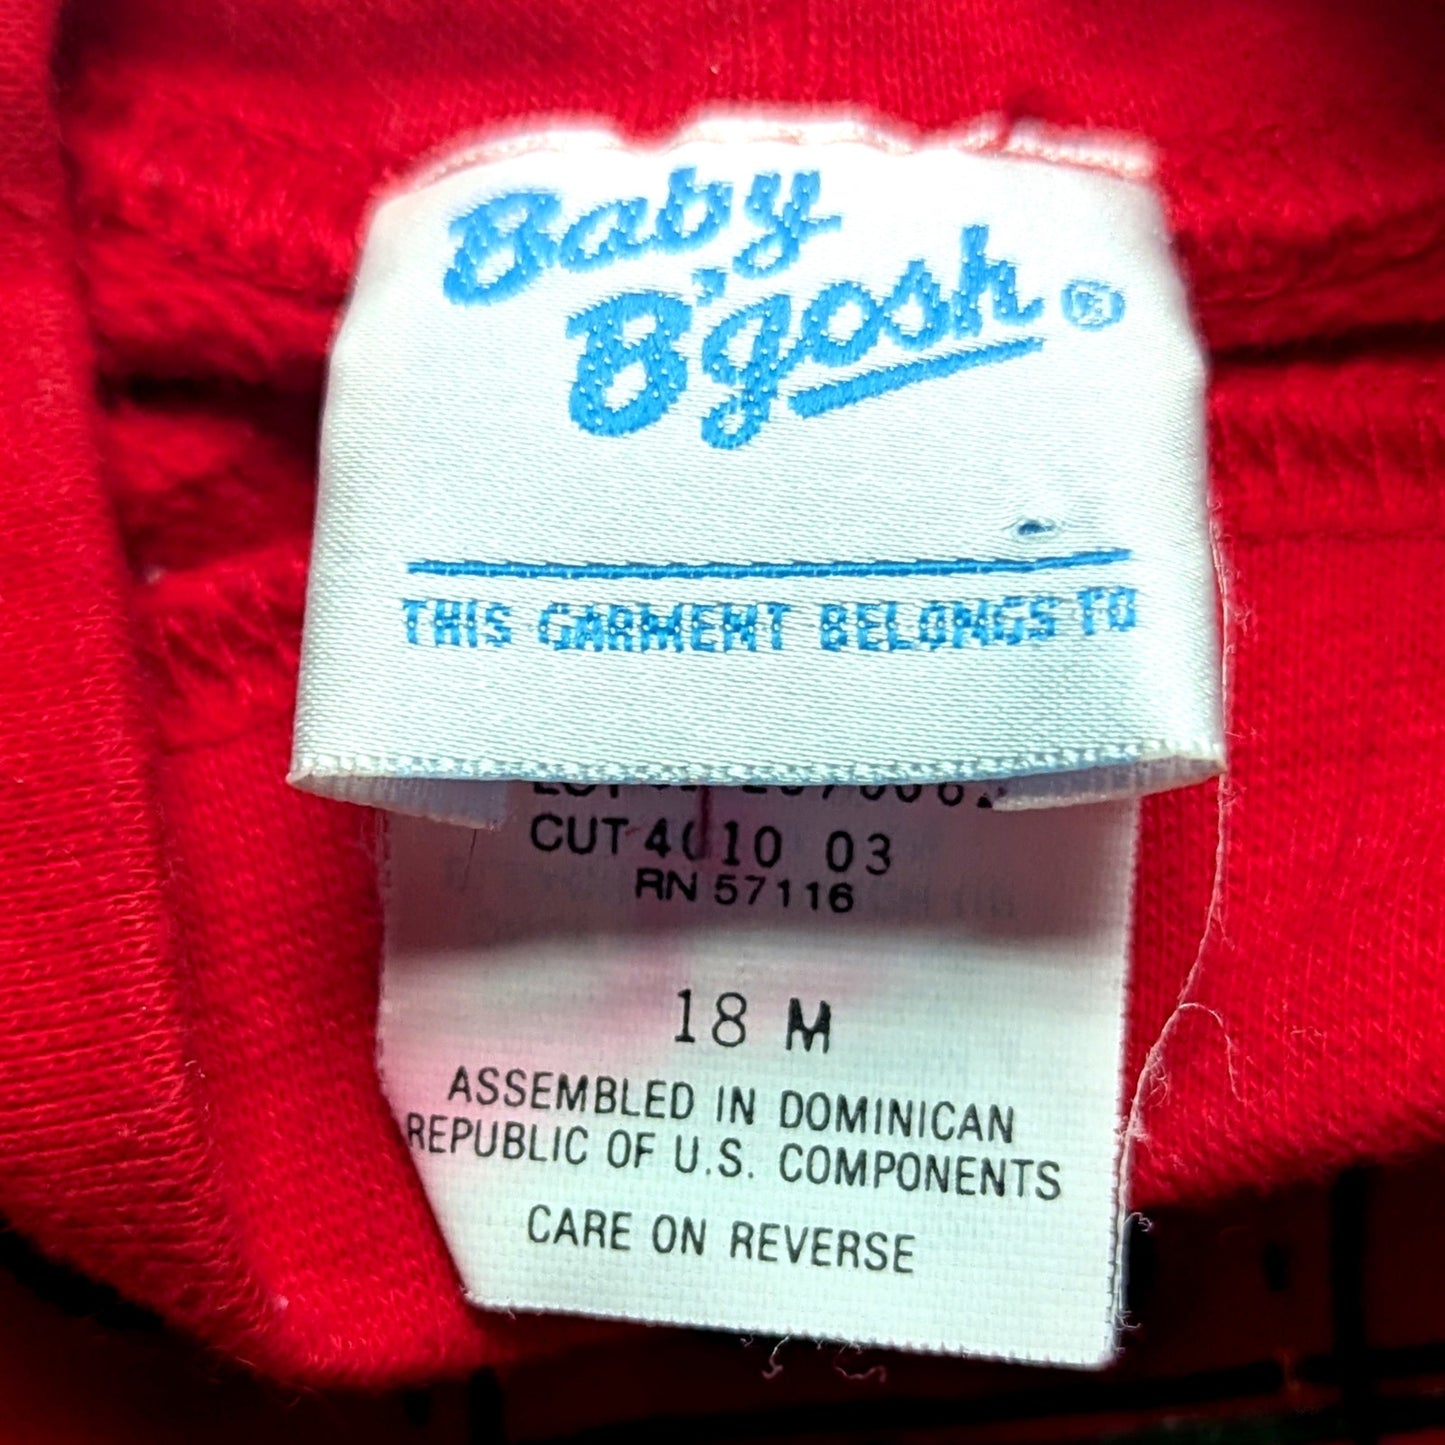 Baby
B'gosh ®
THIS GARMENT BELONGS TO
CUT 4010 03
RN 57116
18 M
ASSEMBLED IN DOMINICAN
REPUBLIC OF U.S. COMPONENTS
CARE ON REVERSE